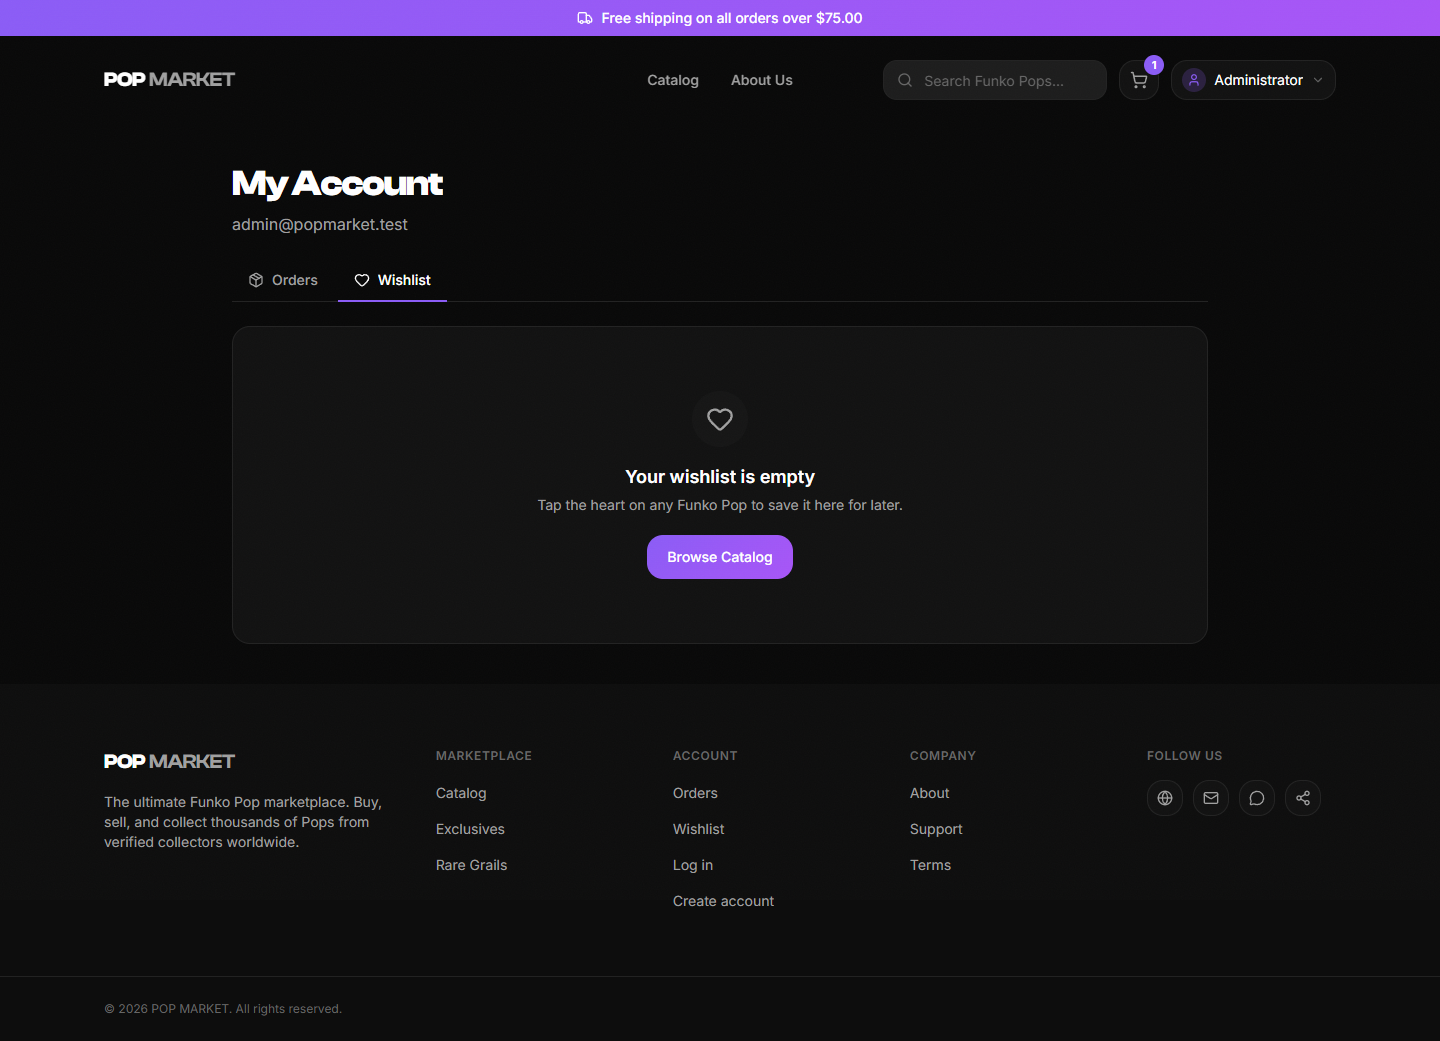 Free shipping on all orders over $75.00
POP MARKET
Catalog
About Us
Search Funko Pops...
1
Administrator
My Account
admin@popmarket.test
Orders
Wishlist
Your wishlist is empty
Tap the heart on any Funko Pop to save it here for later.
Browse Catalog
POP MARKET
The ultimate Funko Pop marketplace. Buy,
sell, and collect thousands of Pops from
verified collectors worldwide.
MARKETPLACE
Catalog
Exclusives
Rare Grails
ACCOUNT
Orders
Wishlist
Log in
Create account
COMPANY
About
Support
Terms
FOLLOW US
© 2026 POP MARKET. All rights reserved.